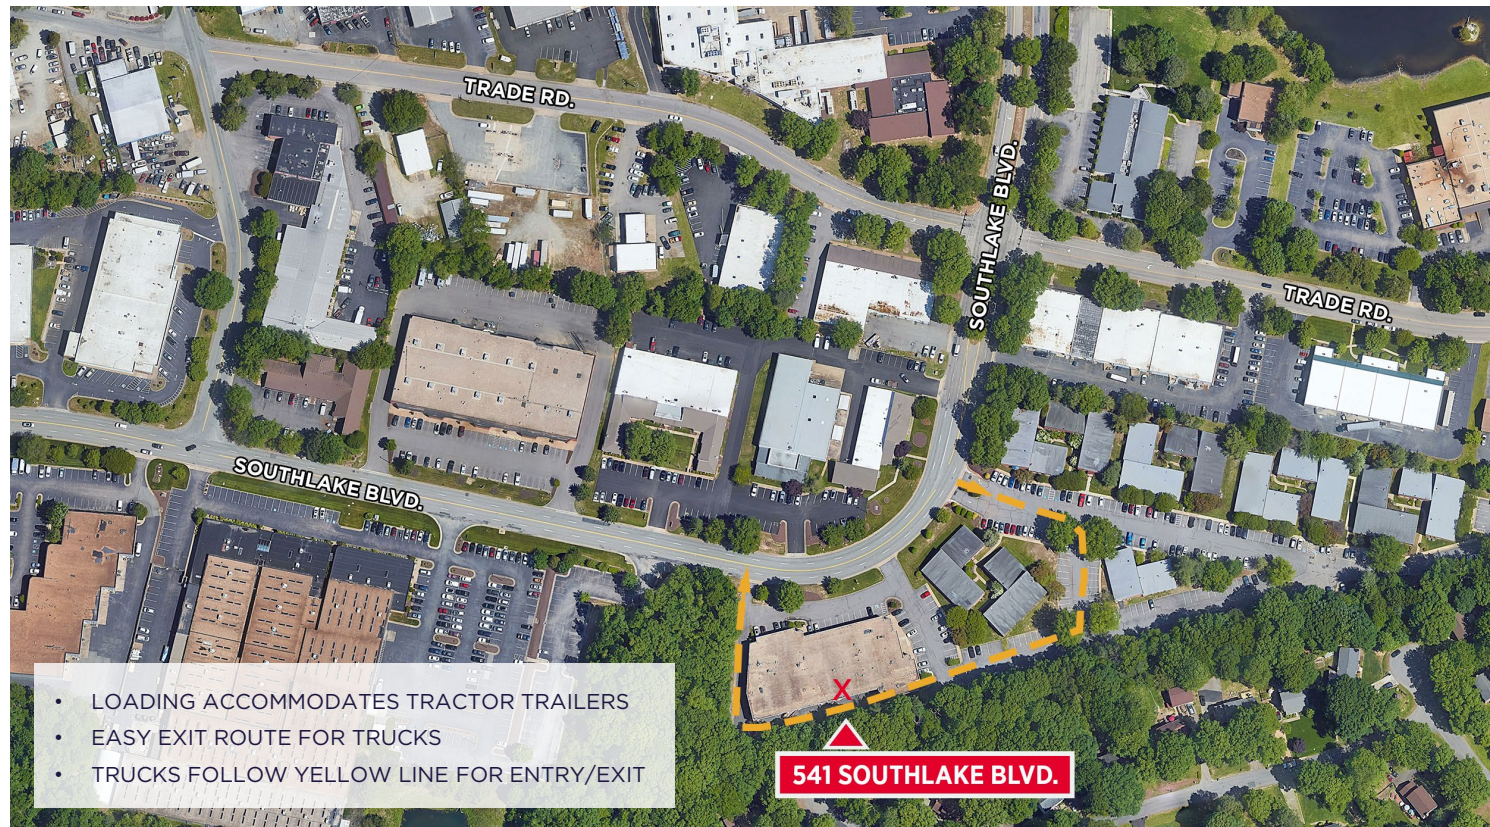 TRADE RD.
SOUTHLAKE BLVD.
TRADE RD.
SOUTHLAKE BLVD.
• LOADING ACCOMMODATES TRACTOR TRAILERS
• EASY EXIT ROUTE FOR TRUCKS
• TRUCKS FOLLOW YELLOW LINE FOR ENTRY/EXIT
X
541 SOUTHLAKE BLVD.